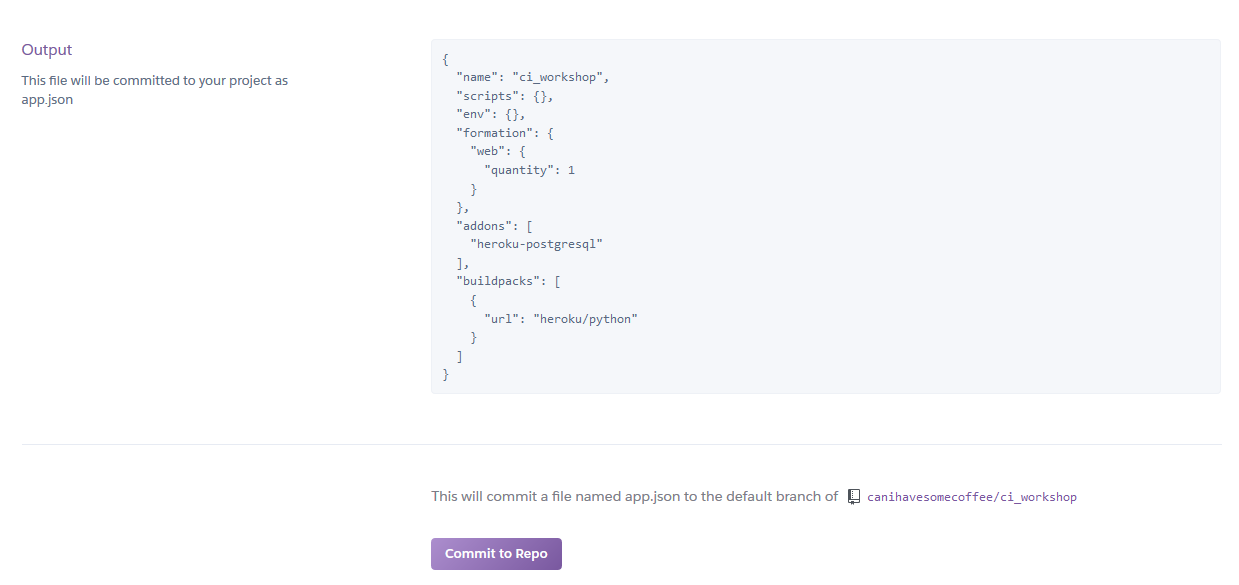 Output
This file will be committed to your project as
app.json
{
  "name": "ci_workshop",
  "scripts": {},
  "env": {},
  "formation": {
    "web": {
      "quantity": 1
    }
  },
  "addons": [
    "heroku-postgresql"
  ],
  "buildpacks": [
    {
      "url": "heroku/python"
    }
  ]
}
This will commit a file named app.json to the default branch of canihavesomecoffee/ci_workshop
Commit to Repo